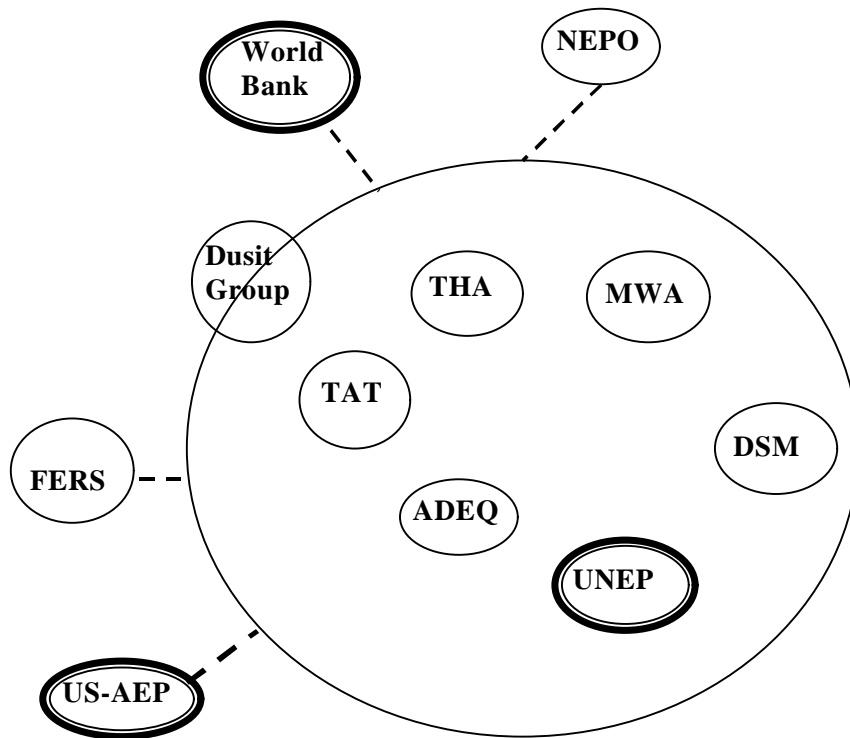 World
Bank
NEPO
Dusit
Group
THA
MWA
TAT
DSM
FERS
ADEQ
UNEP
US-AEP